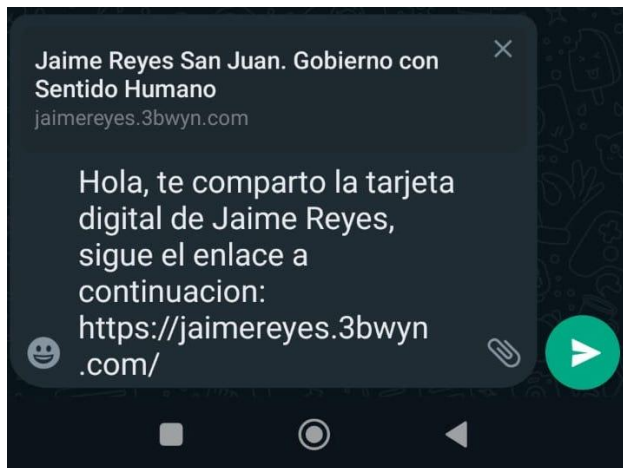 Jaime Reyes San Juan. Gobierno con
Sentido Humano
jaimereyes.3bwyn.com
Hola, te comparto la tarjeta
digital de Jaime Reyes,
sigue el enlace a
continuacion:
https://jaimereyes.3bwyn
.com/